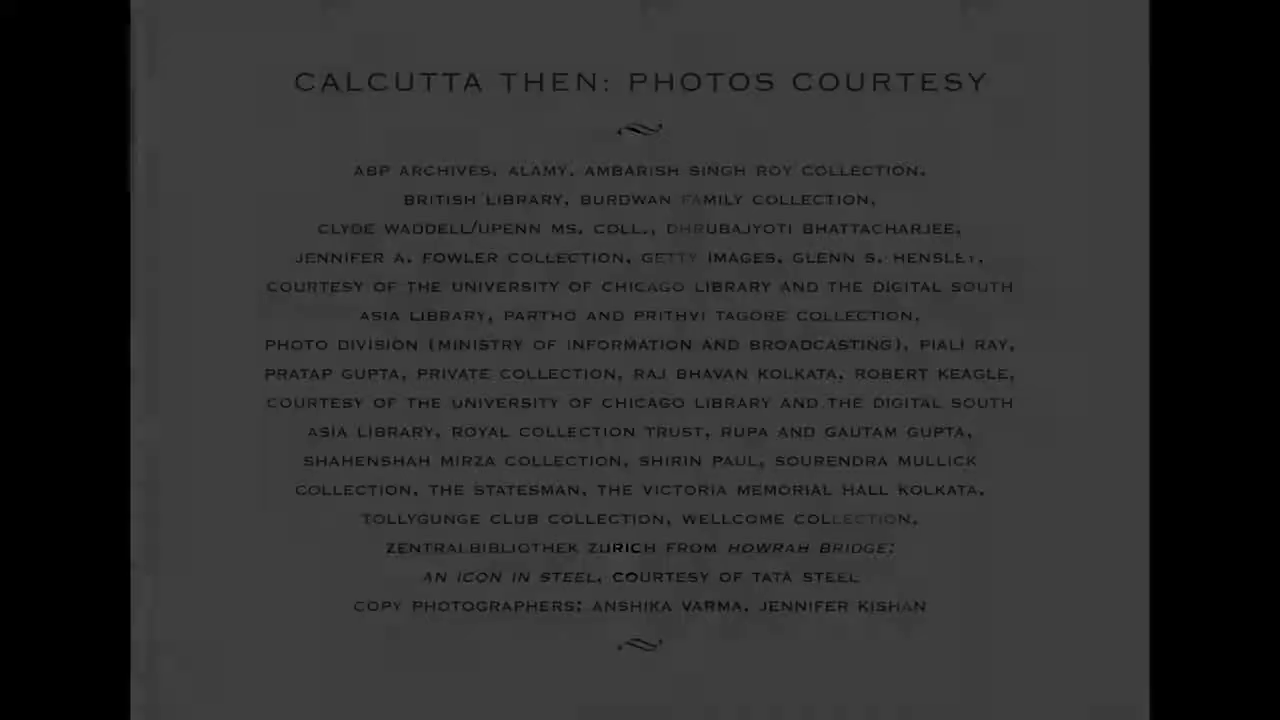 CALCUTTA THEN: PHOTOS COURTESY
ABP ARCHIVES, ALAMY, AMBARISH SINGH ROY COLLECTION,
BRITISH LIBRARY, BURDWAN FAMILY COLLECTION,
CLYDE WADDELL/UPENN MS. COLL., DHRUBAJYOTI BHATTACHARJEE,
JENNIFER A. FOWLER COLLECTION, GETTY IMAGES, GLENN S. HENSLEY,
COURTESY OF THE UNIVERSITY OF CHICAGO LIBRARY AND THE DIGITAL SOUTH
ASIA LIBRARY, PARTHO AND PRITHVI TAGORE COLLECTION,
PHOTO DIVISION (MINISTRY OF INFORMATION AND BROADCASTING), PIALI RAY,
PRATAP GUPTA, PRIVATE COLLECTION, RAJ BHAVAN KOLKATA, ROBERT KEAGLE,
COURTESY OF THE UNIVERSITY OF CHICAGO LIBRARY AND THE DIGITAL SOUTH
ASIA LIBRARY, ROYAL COLLECTION TRUST, RUPA AND GAUTAM GUPTA,
SHAHENSHAH MIRZA COLLECTION, SHIRIN PAUL, SOURENDRA MULLICK
COLLECTION, THE STATESMAN, THE VICTORIA MEMORIAL HALL KOLKATA,
TOLLYGUNGE CLUB COLLECTION, WELLCOME COLLECTION,
ZENTRALBIBLIOTHEK ZURICH FROM HOWRAH BRIDGE:
AN ICON IN STEEL, COURTESY OF TATA STEEL
COPY PHOTOGRAPHERS: ANSHIKA VARMA, JENNIFER KISHAN